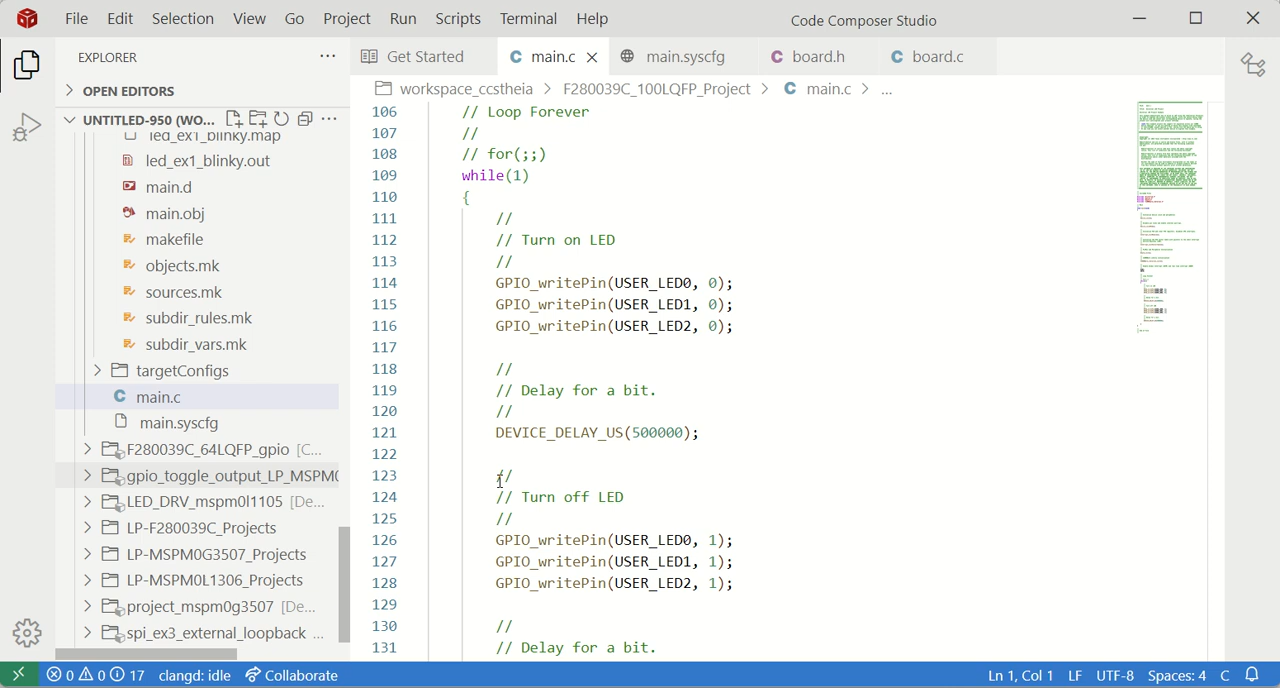 File Edit Selection View Go Project Run Scripts Terminal Help Code Composer Studio
EXPLORER
Get Started
main.c
main.syscfg
board.h
board.c
OPEN EDITORS
workspace_ccstheia F280039C_100LQFP_Project main.c ...
UNTITLED-950 (WO...
led_ex1_blinky.map
led_ex1_blinky.out
main.d
main.obj
makefile
objects.mk
sources.mk
subdir_rules.mk
subdir_vars.mk
targetConfigs
main.c
main.syscfg
F280039C_64LQFP_gpio [C...
gpio_toggle_output_LP_MSPM0
LED_DRV_mspm0l1105 [De...
LP-F280039C_Projects
LP-MSPM0G3507_Projects
LP-MSPM0L1306_Projects
project_mspm0g3507 [De...
spi_ex3_external_loopback ...
106 // Loop Forever
107 //
108 // for(;;)
109 while(1)
110 {
111 //
112 // Turn on LED
113 //
114 GPIO_writePin(USER_LED0, 0);
115 GPIO_writePin(USER_LED1, 0);
116 GPIO_writePin(USER_LED2, 0);
117
118 //
119 // Delay for a bit.
120 //
121 DEVICE_DELAY_US(500000);
122
123 //
124 // Turn off LED
125 //
126 GPIO_writePin(USER_LED0, 1);
127 GPIO_writePin(USER_LED1, 1);
128 GPIO_writePin(USER_LED2, 1);
129
130 //
131 // Delay for a bit.
0 0 17 clangd: idle Collaborate Ln 1, Col 1 LF UTF-8 Spaces: 4 C